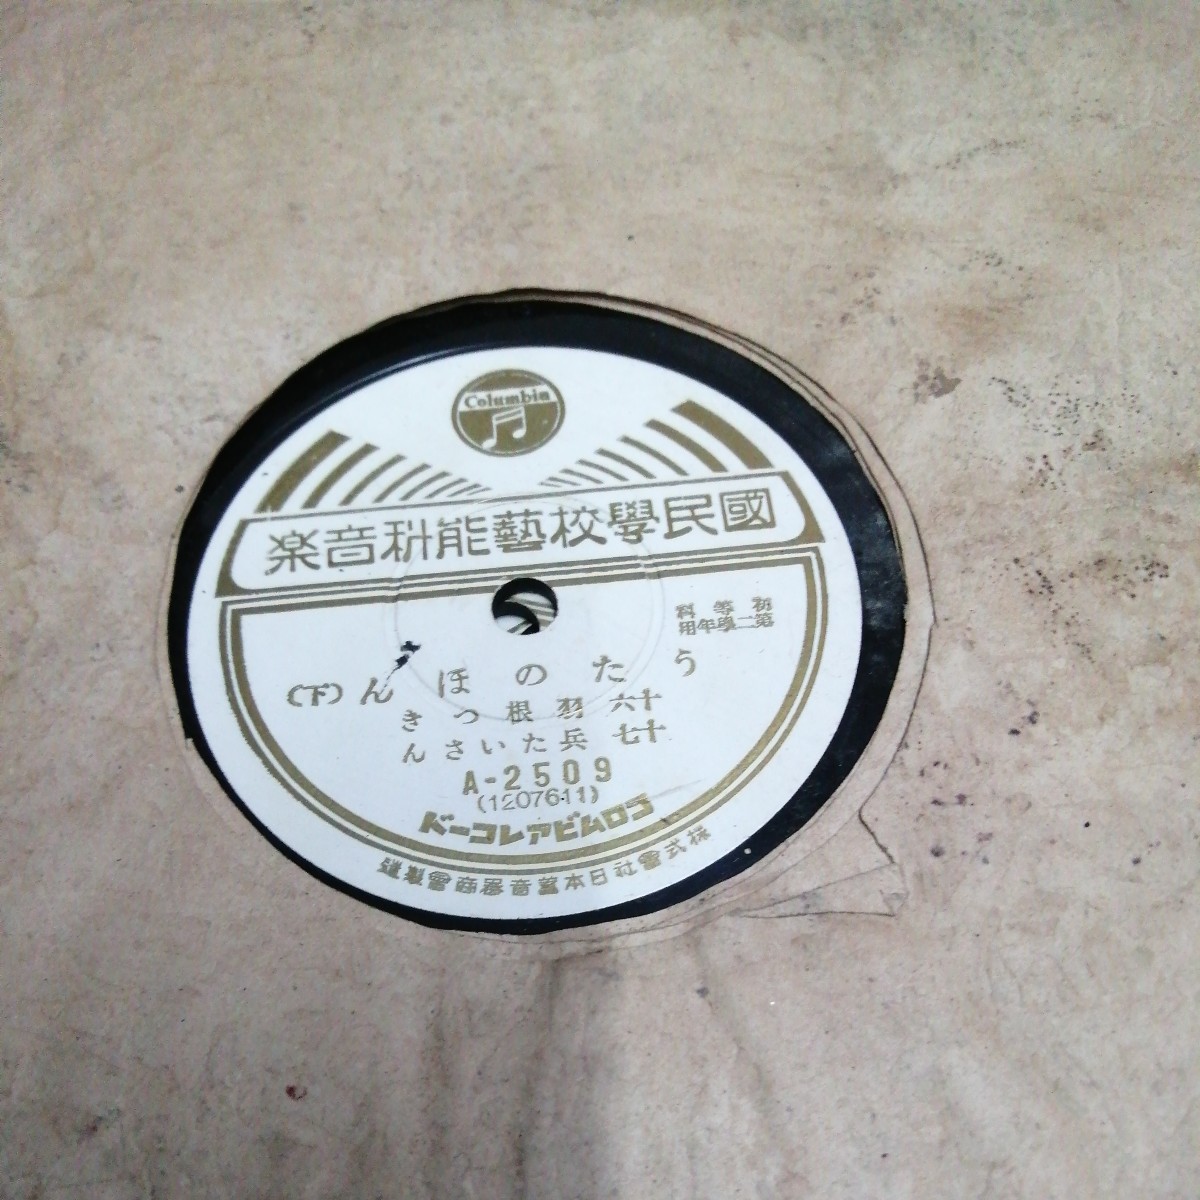 Columbia
國民學校藝能科音楽
初等科
第二學年用
うたのほん(下)
十六 羽根つき
十七 兵たいさん
A-2509
(1207611)
コロムビアレコード
株式會社日本蓄音器商會製造